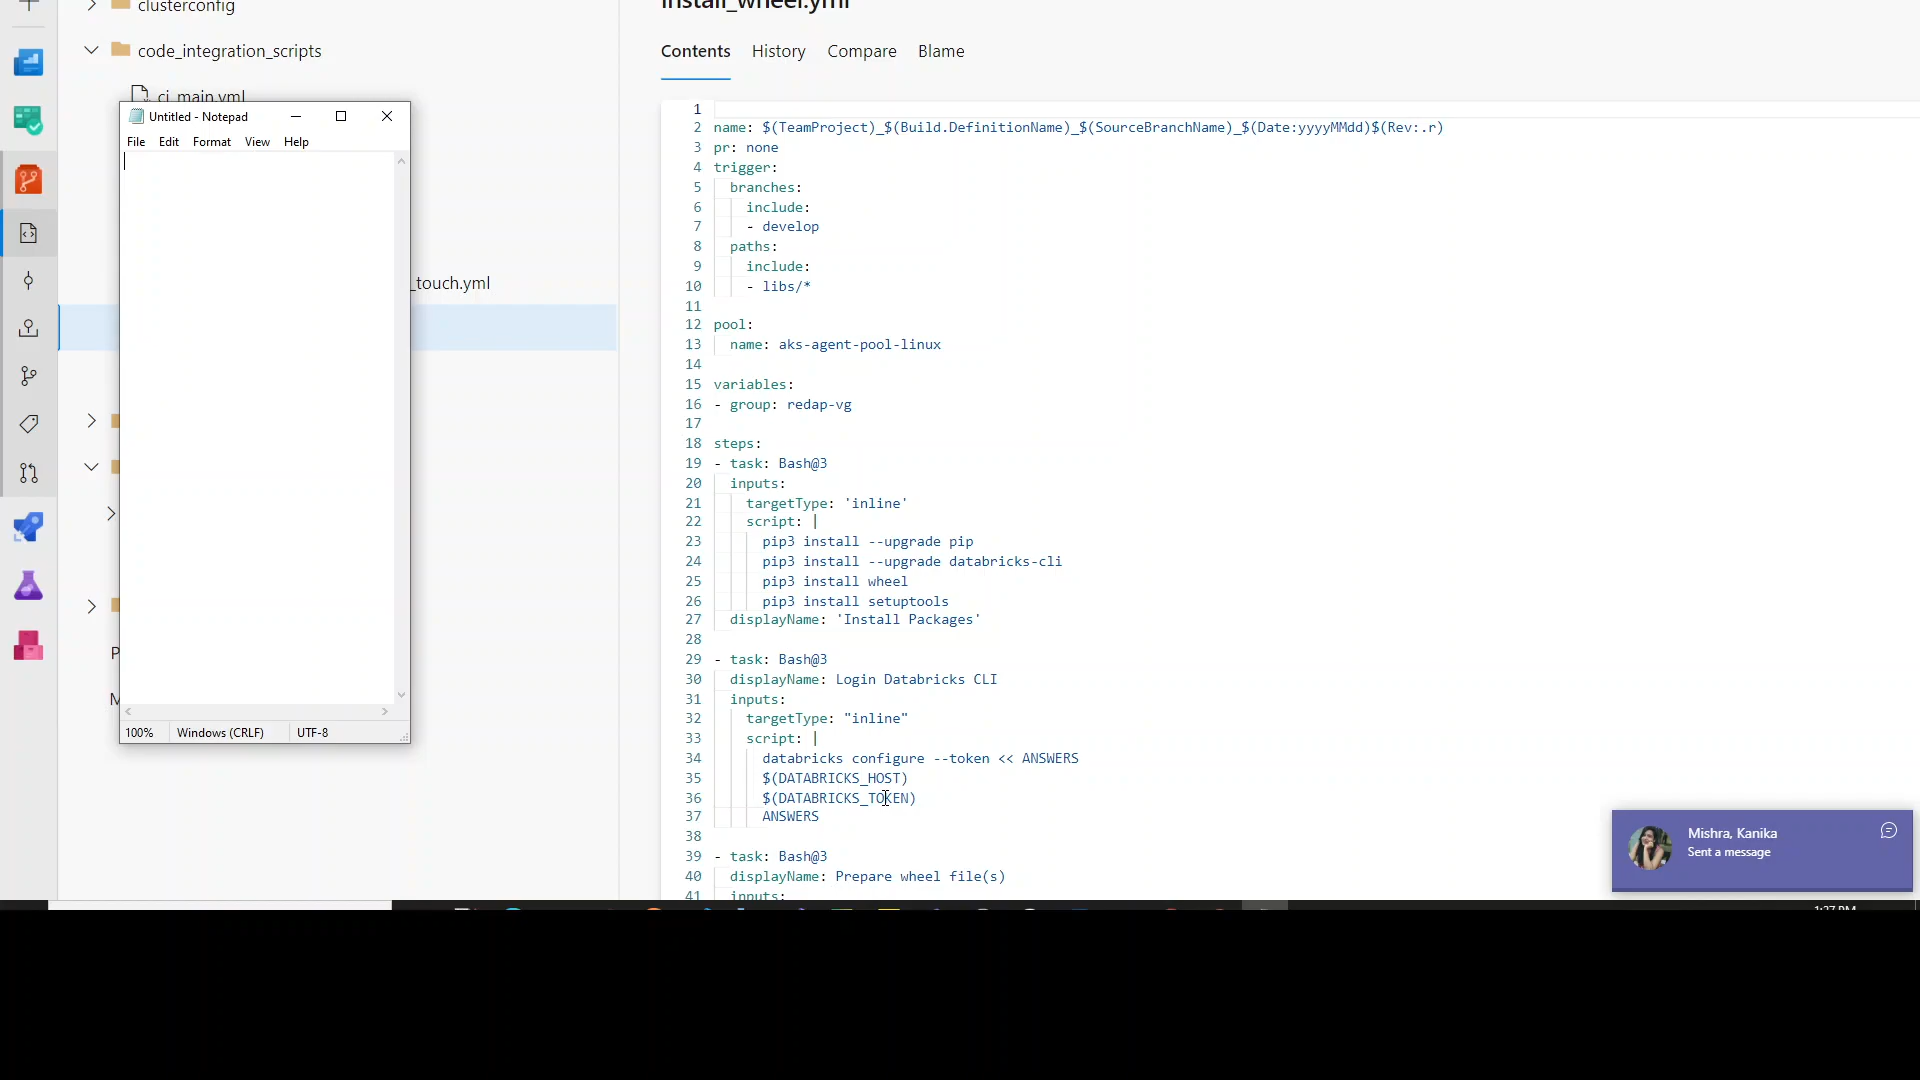 clusterconfig
code_integration_scripts
ci_main.yml
_touch.yml
P
M
Untitled - Notepad
File Edit Format View Help
100% Windows (CRLF) UTF-8
install_wheel.yml
Contents History Compare Blame
1
2 name: $(TeamProject)_$(Build.DefinitionName)_$(SourceBranchName)_$(Date:yyyyMMdd)$(Rev:.r)
3 pr: none
4 trigger:
5 branches:
6 include:
7 - develop
8 paths:
9 include:
10 - libs/*
11
12 pool:
13 name: aks-agent-pool-linux
14
15 variables:
16 - group: redap-vg
17
18 steps:
19 - task: Bash@3
20 inputs:
21 targetType: 'inline'
22 script: |
23 pip3 install --upgrade pip
24 pip3 install --upgrade databricks-cli
25 pip3 install wheel
26 pip3 install setuptools
27 displayName: 'Install Packages'
28
29 - task: Bash@3
30 displayName: Login Databricks CLI
31 inputs:
32 targetType: "inline"
33 script: |
34 databricks configure --token << ANSWERS
35 $(DATABRICKS_HOST)
36 $(DATABRICKS_TOKEN)
37 ANSWERS
38
39 - task: Bash@3
40 displayName: Prepare wheel file(s)
41 inputs:
Mishra, Kanika
Sent a message
1:27 PM